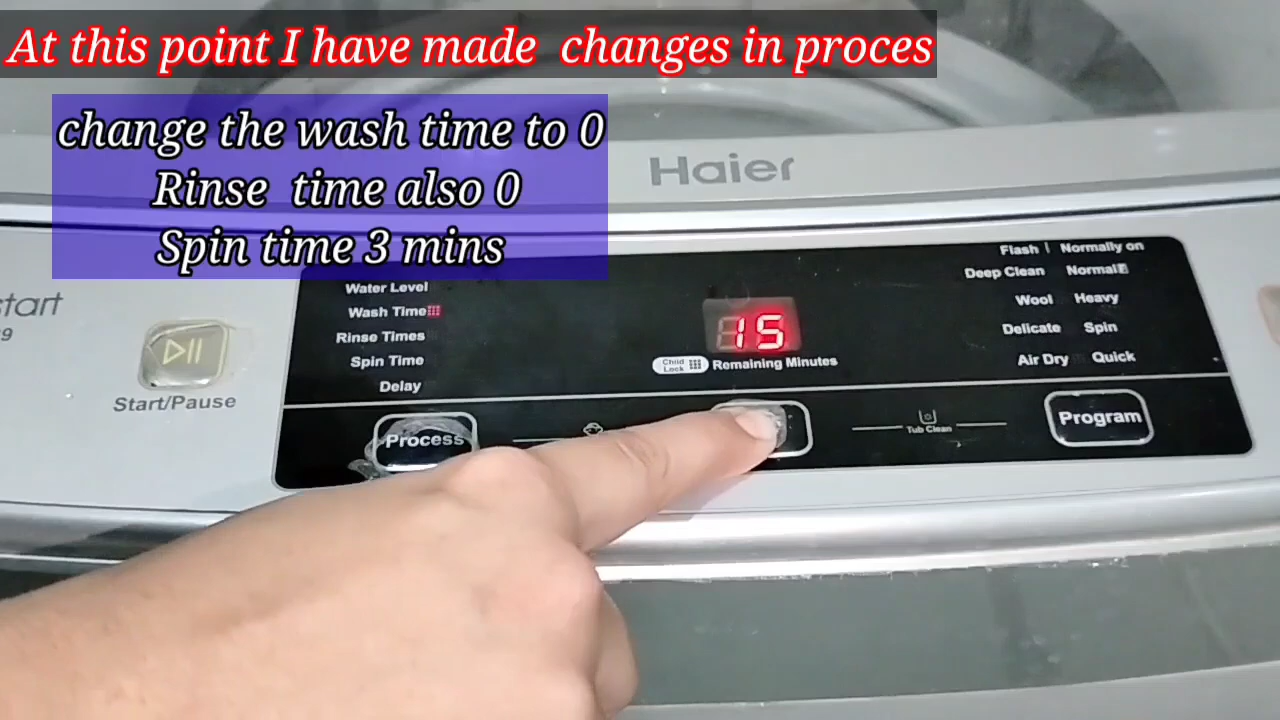 At this point I have made changes in proces
change the wash time to 0
Rinse time also 0
Spin time 3 mins
Haier
start
Start/Pause
Water Level
Wash Time
Rinse Times
Spin Time
Delay
Process
15
Child Lock
Remaining Minutes
Tub Clean
Flash Normally on
Deep Clean Normal
Wool Heavy
Delicate Spin
Air Dry Quick
Program